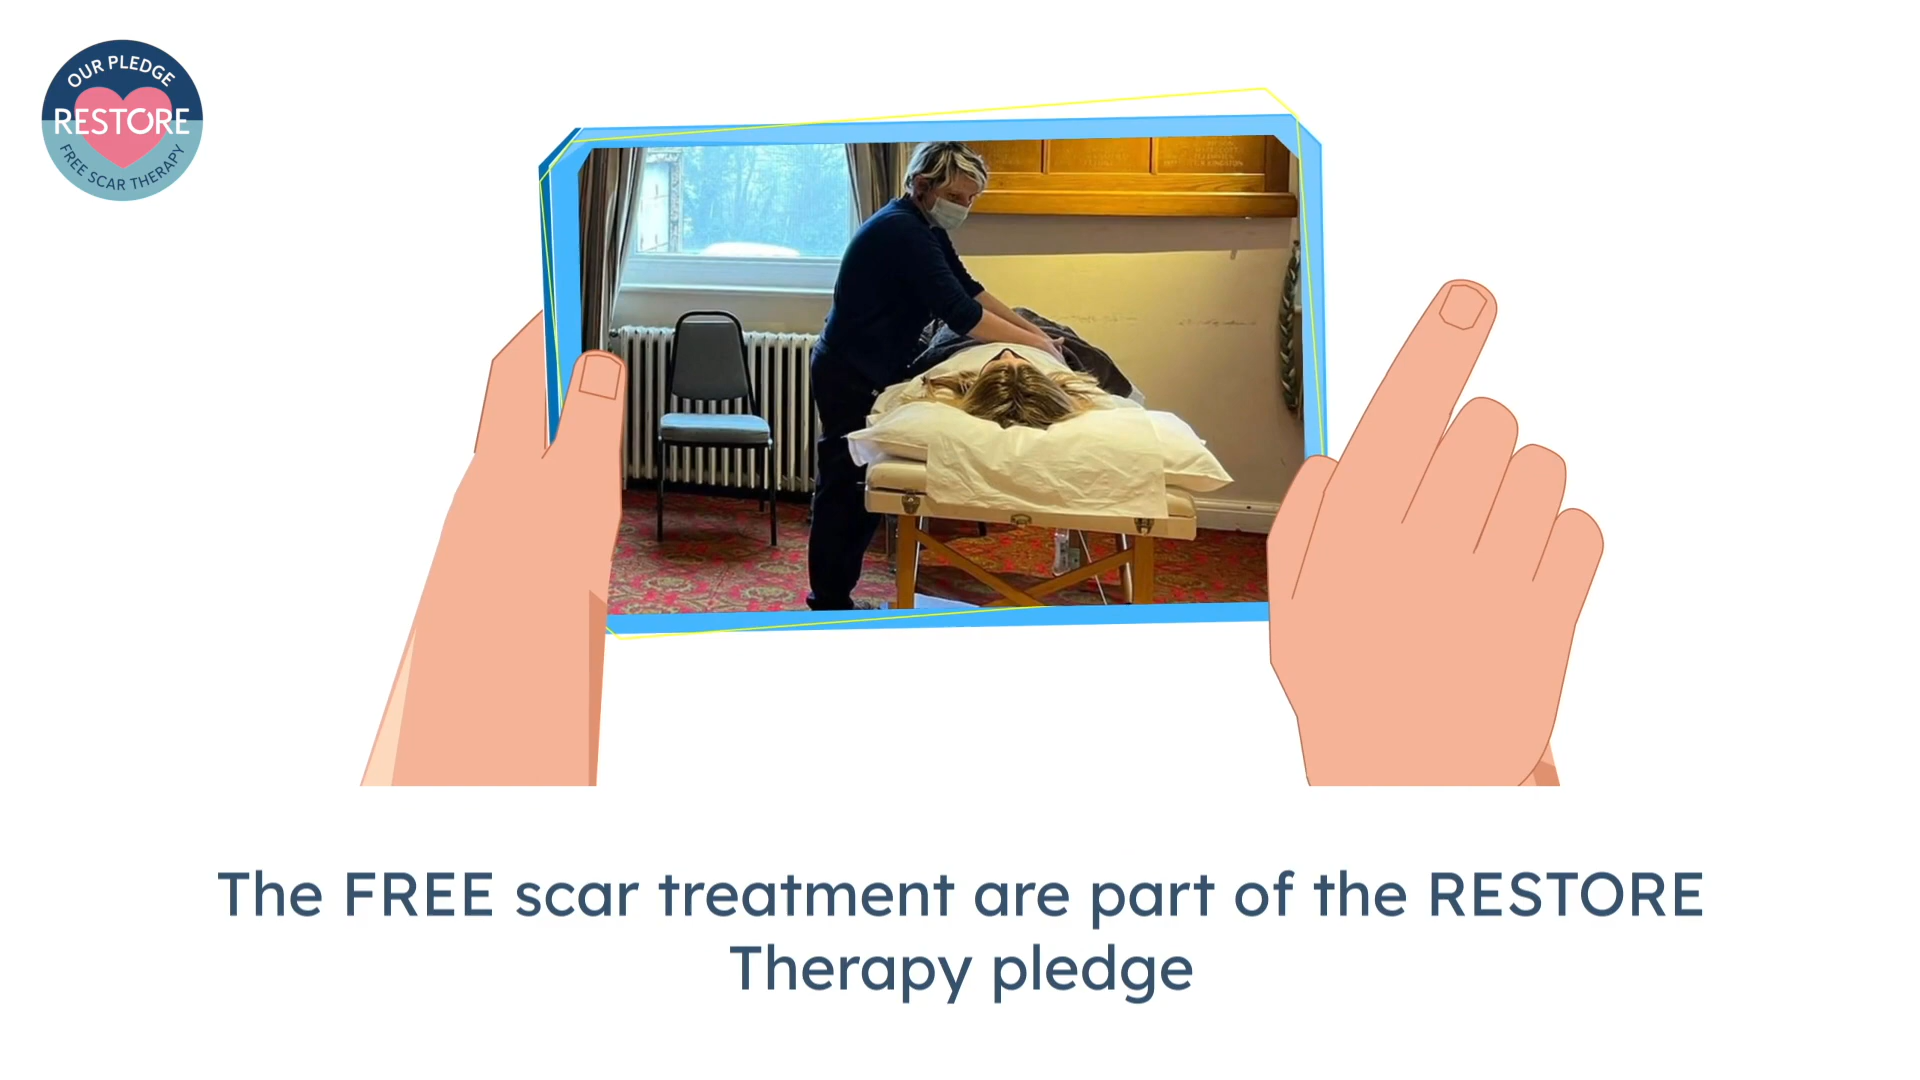 OUR PLEDGE
RESTORE
FREE SCAR THERAPY
The FREE scar treatment are part of the RESTORE
Therapy pledge